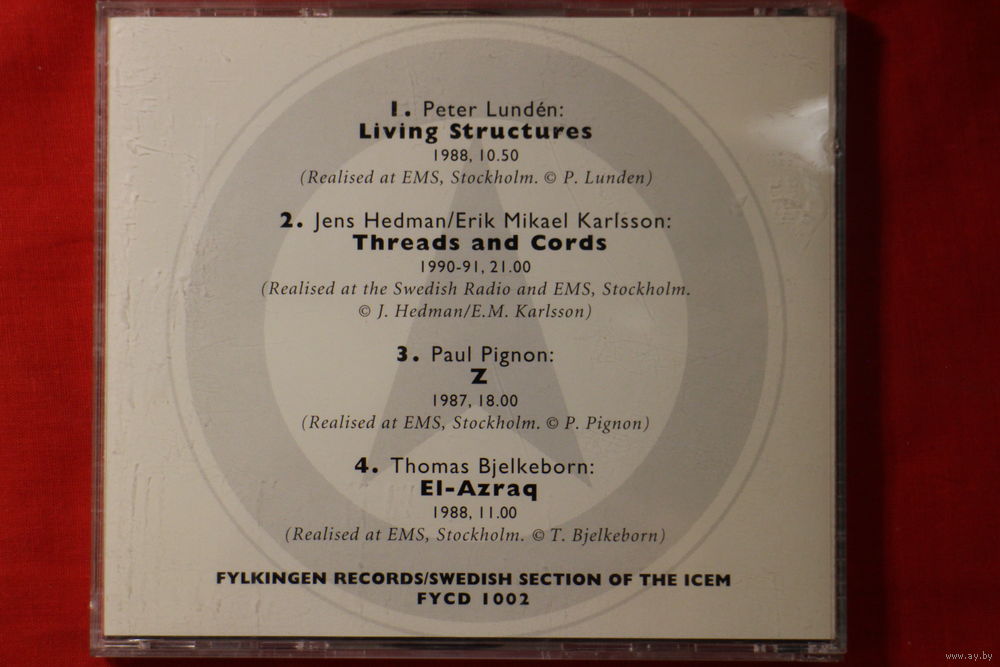 1. Peter Lundén:
Living Structures
1988, 10.50
(Realised at EMS, Stockholm. © P. Lunden)
2. Jens Hedman/Erik Mikael Karlsson:
Threads and Cords
1990-91, 21.00
(Realised at the Swedish Radio and EMS, Stockholm.
© J. Hedman/E.M. Karlsson)
3. Paul Pignon:
Z
1987, 18.00
(Realised at EMS, Stockholm. © P. Pignon)
4. Thomas Bjelkeborn:
El-Azraq
1988, 11.00
(Realised at EMS, Stockholm. © T. Bjelkeborn)
FYLKINGEN RECORDS/SWEDISH SECTION OF THE ICEM
FYCD 1002
www.ay.by